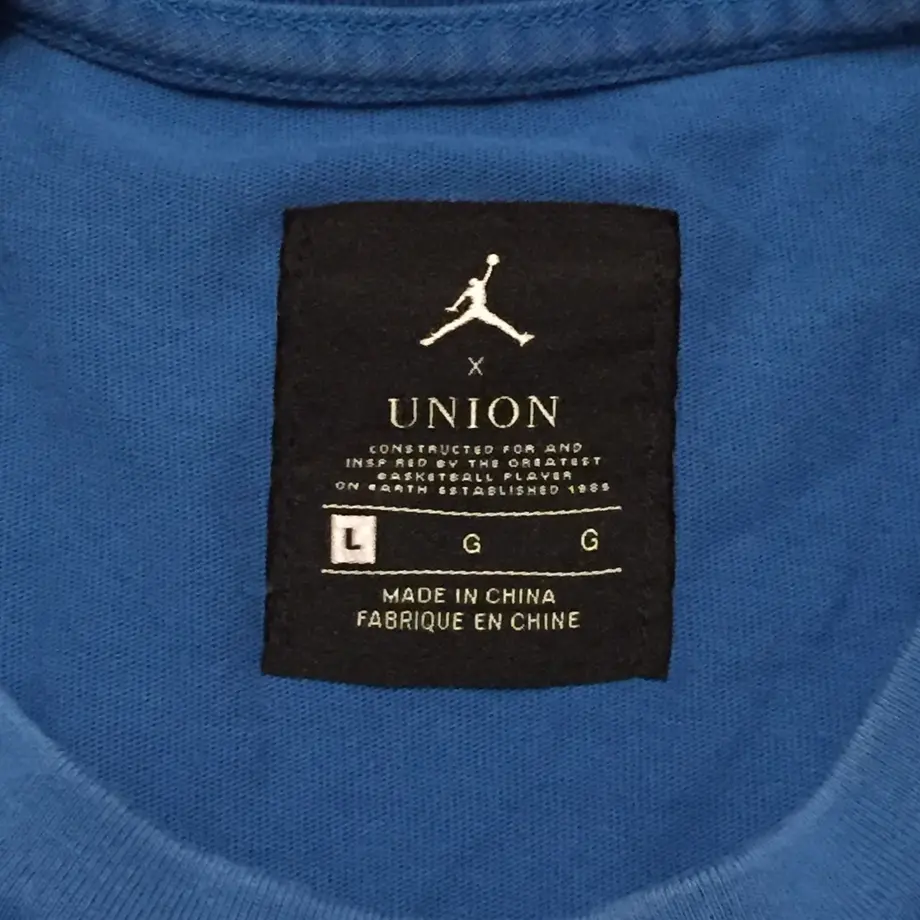 X
UNION
CONSTRUCTED FOR AND
INSPIRED BY THE GREATEST
BASKETBALL PLAYER
ON EARTH ESTABLISHED 1985
L G G
MADE IN CHINA
FABRIQUE EN CHINE